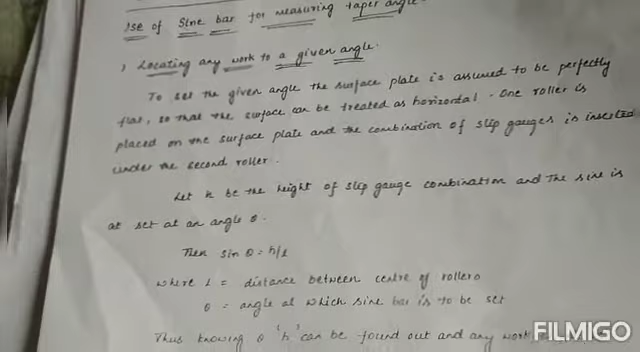 Use of Sine bar for measuring taper angle.
1) Locating any work to a given angle.
To set the given angle the surface plate is assumed to be perfectly
flat, so that the surface can be treated as horizontal. One roller is
placed on the surface plate and the combination of slip gauges is inserted
under the second roller.
Let h be the height of slip gauge combination and the sine is
at set at an angle θ.
Then sin θ = h/l
where l = distance between centre of rollers
θ = angle at which sine bar is to be set
Thus knowing θ 'h' can be found out and any work
FILMIGO